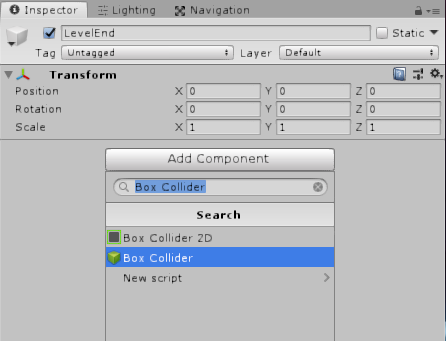 Inspector Lighting Navigation
LevelEnd Static
Tag Untagged Layer Default
Transform
Position X 0 Y 0 Z 0
Rotation X 0 Y 0 Z 0
Scale X 1 Y 1 Z 1
Add Component
Box Collider
Search
Box Collider 2D
Box Collider
New script